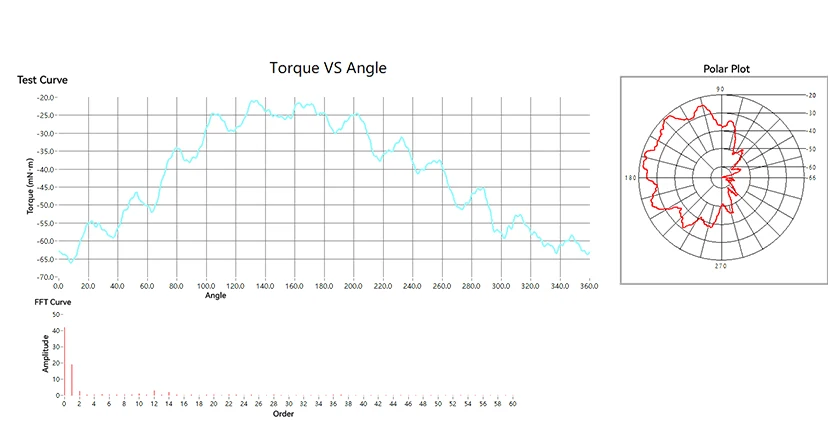 Torque VS Angle
Test Curve
Torque (mN·m)
-20.0
-25.0
-30.0
-35.0
-40.0
-45.0
-50.0
-55.0
-60.0
-65.0
-70.0
0.0 20.0 40.0 60.0 80.0 100.0 120.0 140.0 160.0 180.0 200.0 220.0 240.0 260.0 280.0 300.0 320.0 340.0 360.0
Angle
Polar Plot
90
-20
-30
-40
-50
-60
-66
180
270
FFT Curve
Amplitude
50
40
30
20
10
0
0 2 4 6 8 10 12 14 16 18 20 22 24 26 28 30 32 34 36 38 40 42 44 46 48 50 52 54 56 58 60
Order